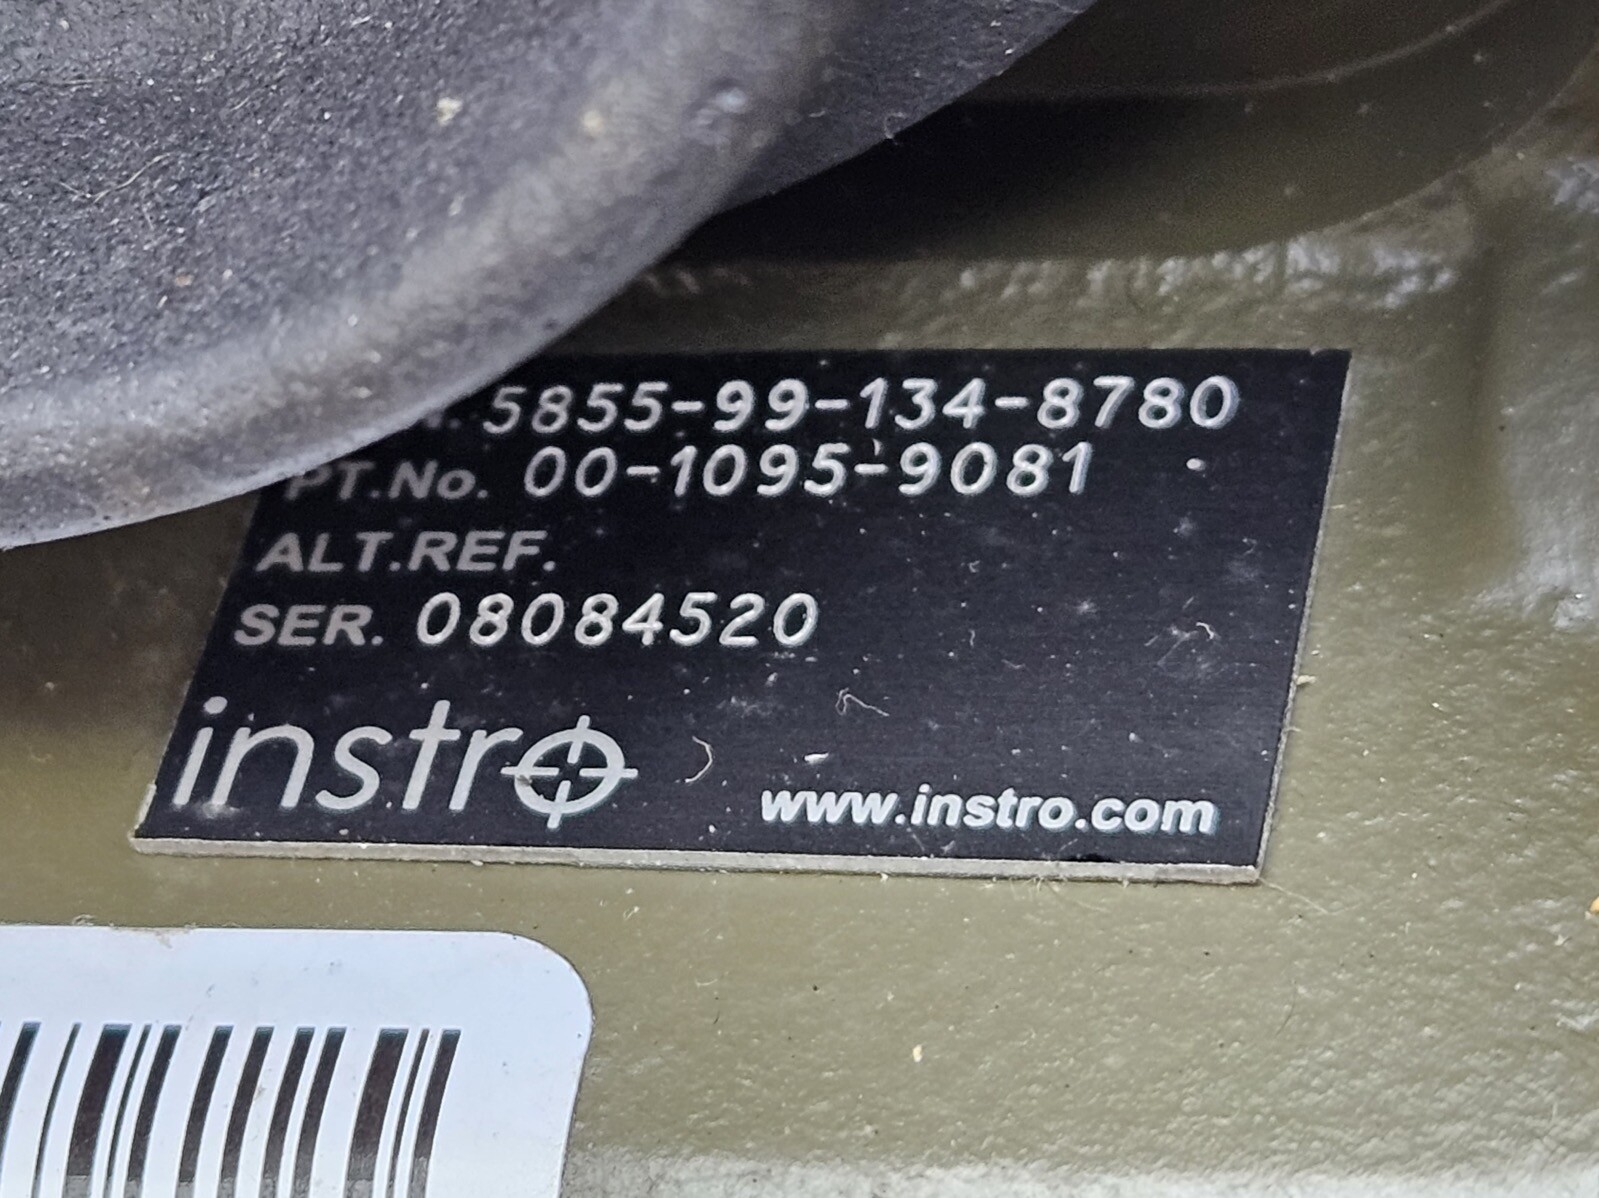 5855-99-134-8780
PT.No. 00-1095-9081
ALT.REF.
SER. 08084520
instro
www.instro.com